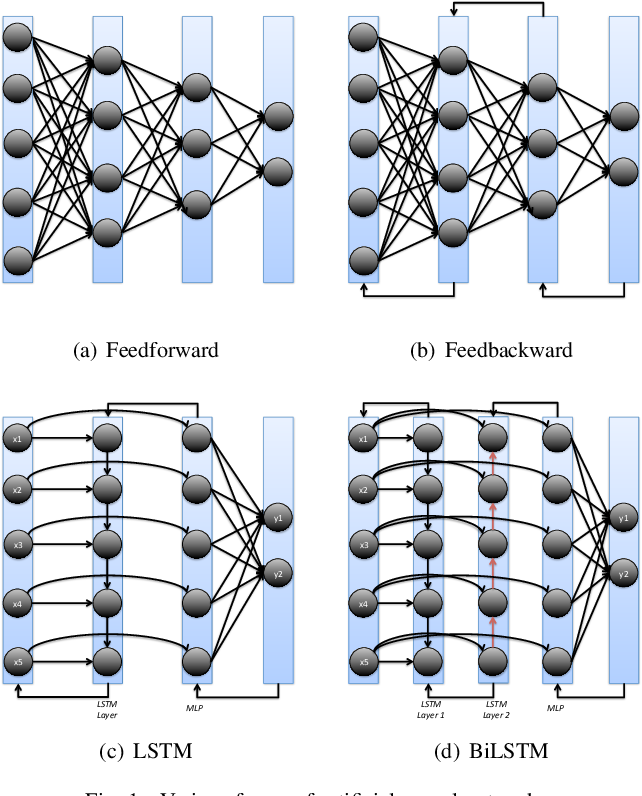 (a) Feedforward
(b) Feedbackward
x1
x2
x3
x4
x5
y1
y2
LSTM
Layer
MLP
x1
x2
x3
x4
x5
y1
y2
LSTM
Layer 1
LSTM
Layer 2
MLP
(c) LSTM
(d) BiLSTM